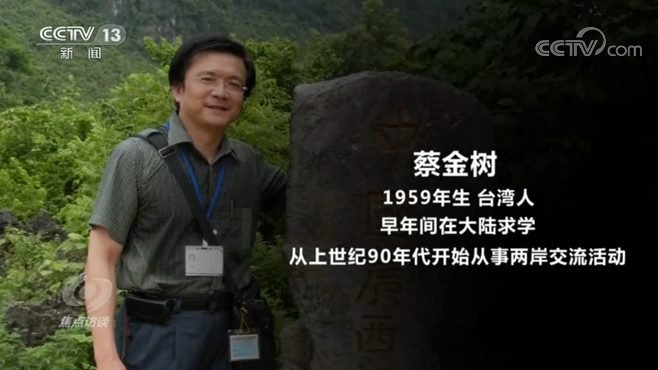 CCTV 13
新闻
CCTV.com
蔡金树
1959年生 台湾人
早年间在大陆求学
从上世纪90年代开始从事两岸交流活动
广西
焦点访谈